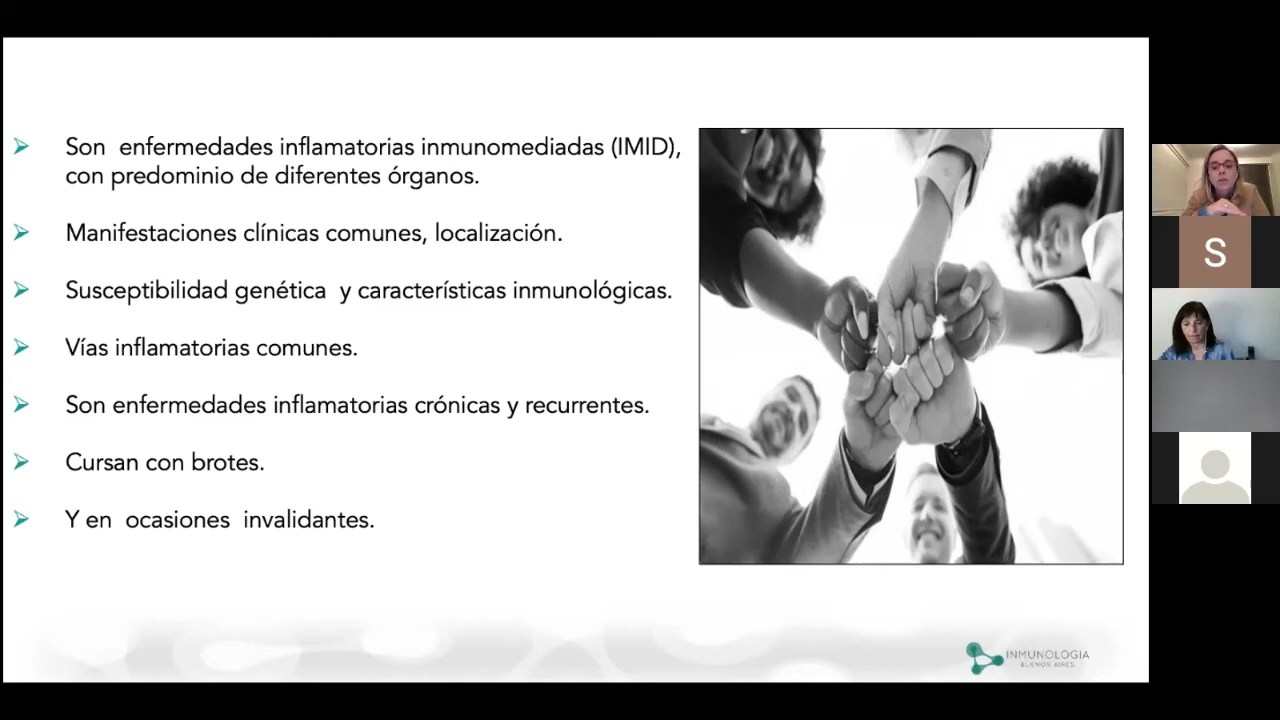 Son enfermedades inflamatorias inmunomediadas (IMID),
con predominio de diferentes órganos.
Manifestaciones clínicas comunes, localización.
Susceptibilidad genética y características inmunológicas.
Vías inflamatorias comunes.
Son enfermedades inflamatorias crónicas y recurrentes.
Cursan con brotes.
Y en ocasiones invalidantes.
S
INMUNOLOGIA
BUENOS AIRES